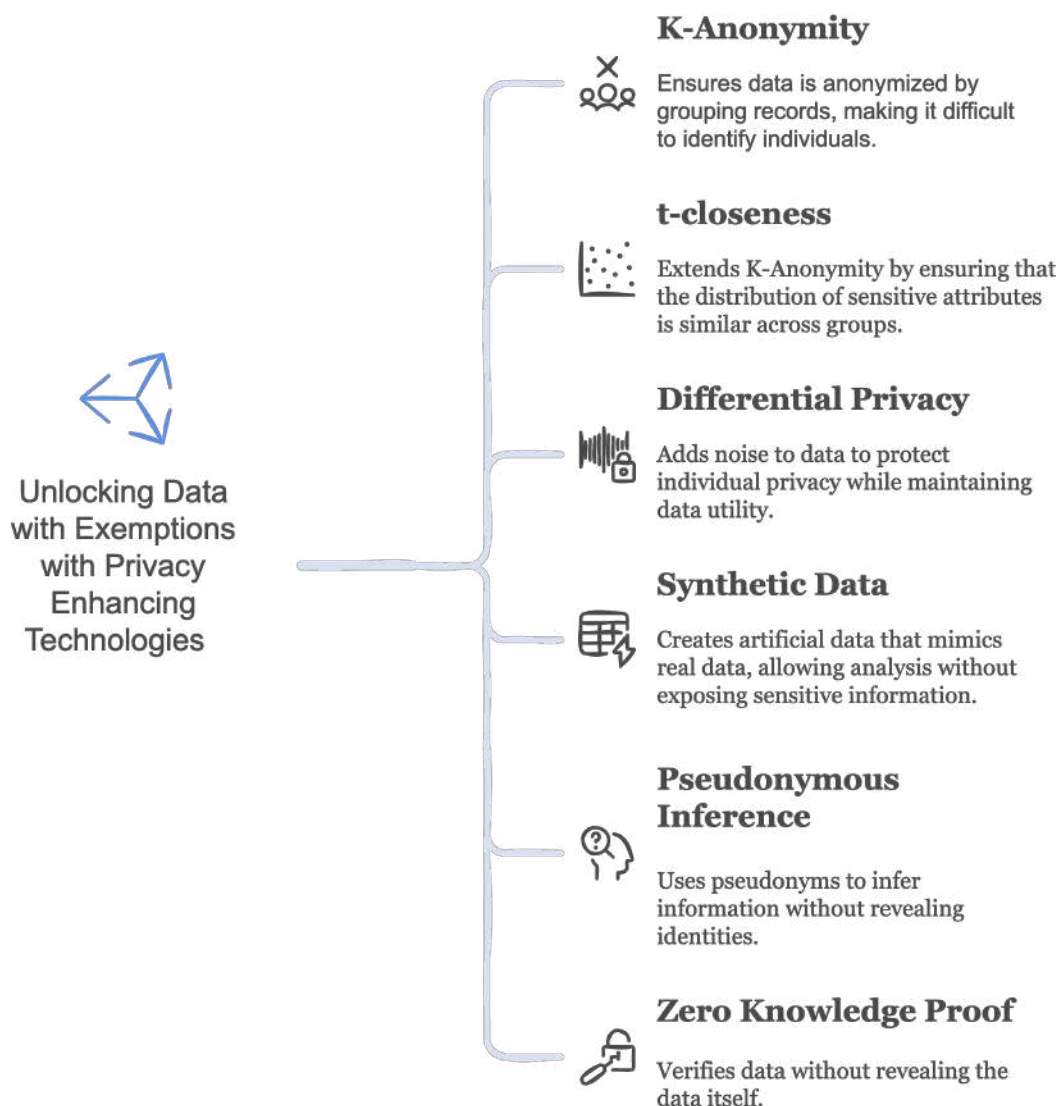 K-Anonymity
Ensures data is anonymized by
grouping records, making it difficult
to identify individuals.
t-closeness
Extends K-Anonymity by ensuring that
the distribution of sensitive attributes
is similar across groups.
Differential Privacy
Adds noise to data to protect
individual privacy while maintaining
data utility.
Unlocking Data
with Exemptions
with Privacy
Enhancing
Technologies
Synthetic Data
Creates artificial data that mimics
real data, allowing analysis without
exposing sensitive information.
Pseudonymous
Inference
Uses pseudonyms to infer
information without revealing
identities.
Zero Knowledge Proof
Verifies data without revealing the
data itself.